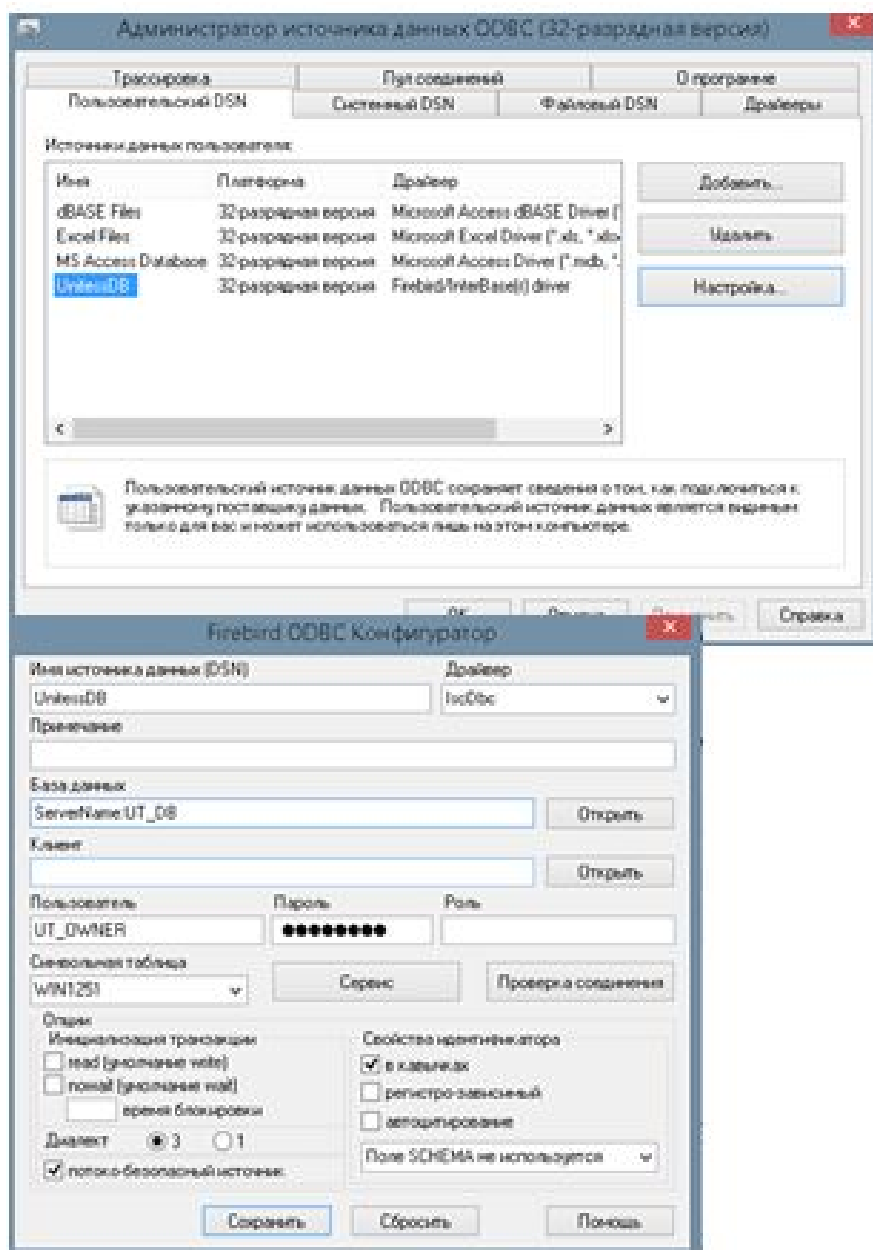 Администратор источника данных ODBC (32-разрядная версия)
Трассировка Пул соединений О программе
Пользовательский DSN Системный DSN Файловый DSN Драйверы
Источники данных пользователя:
Имя Платформа Драйвер
dBASE Files 32-разрядная версия Microsoft Access dBASE Driver (*
Excel Files 32-разрядная версия Microsoft Excel Driver (*.xls, *.xlsx
MS Access Database 32-разрядная версия Microsoft Access Driver (*.mdb, *.
UnitessDB 32-разрядная версия Firebird/InterBase(r) driver
Добавить...
Удалить
Настройка...
Пользовательский источник данных ODBC сохраняет сведения о том, как подключиться к
указанному поставщику данных. Пользовательский источник данных является видимым
только для вас и может использоваться лишь на этом компьютере.
ОК Отмена Применить Справка
Firebird ODBC Конфигуратор
Имя источника данных (DSN) Драйвер
UnitessDB IscDbc
Примечание
База данных
ServerName:UT_DB Открыть
Клиент
Открыть
Пользователь Пароль Роль
UT_OWNER
Символьная таблица
WIN1251 Сервис Проверка соединения
Опции
Инициализация транзакции Свойства идентификатора
read (умолчание write) в кавычках
nowait (умолчание wait) регистро-зависимый
время блокировки автоцитирование
Диалект 3 1 Поле SCHEMA не используется
потоко-безопасный источник
Сохранить Сбросить Помощь